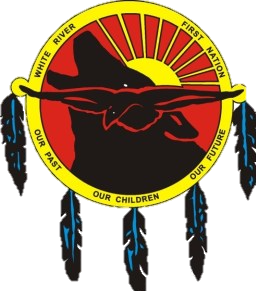 WHITE RIVER
FIRST NATION
OUR PAST
OUR CHILDREN
OUR FUTURE